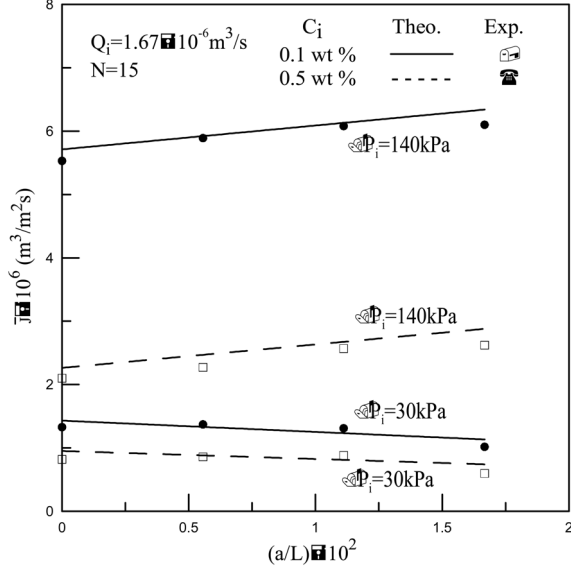 8
6
4
2
0
J̅ 10⁶ (m³/m²s)
Qᵢ=1.67 10⁻⁶m³/s
N=15
Cᵢ Theo. Exp.
0.1 wt %
0.5 wt %
Pᵢ=140kPa
Pᵢ=140kPa
Pᵢ=30kPa
Pᵢ=30kPa
0 0.5 1 1.5 2
(a/L) 10²